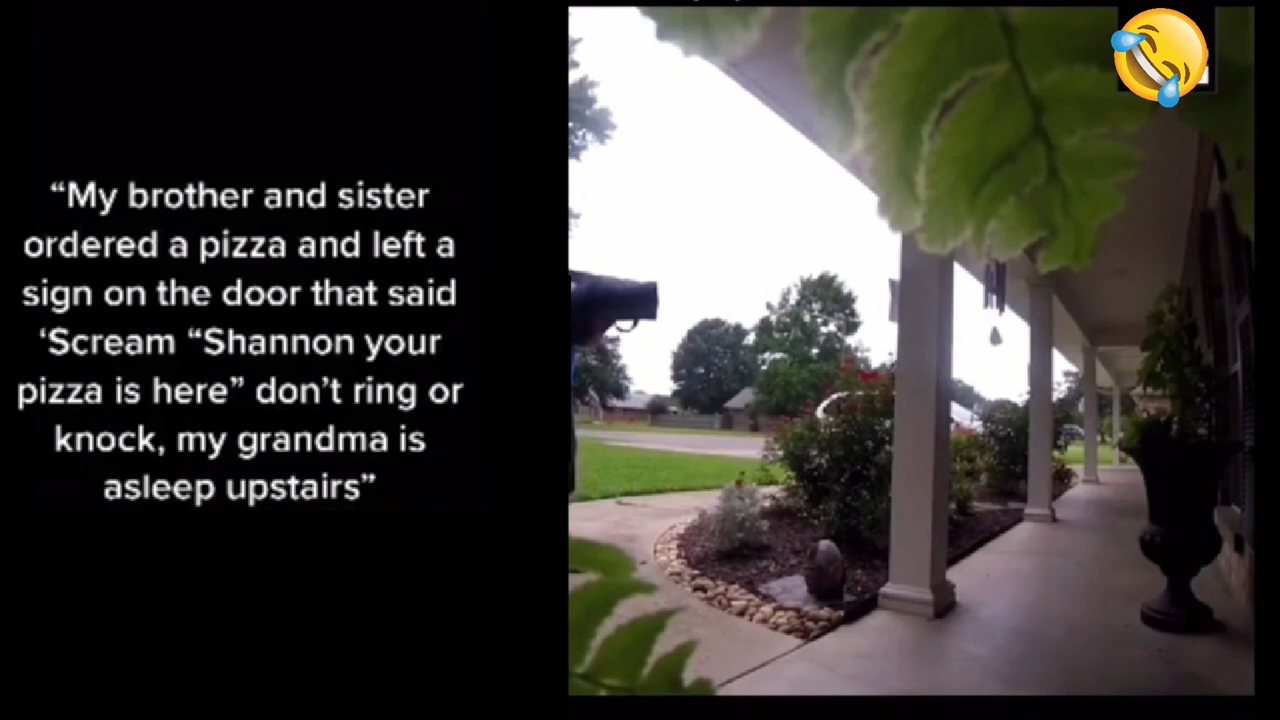 “My brother and sister
ordered a pizza and left a
sign on the door that said
‘Scream “Shannon your
pizza is here” don’t ring or
knock, my grandma is
asleep upstairs”